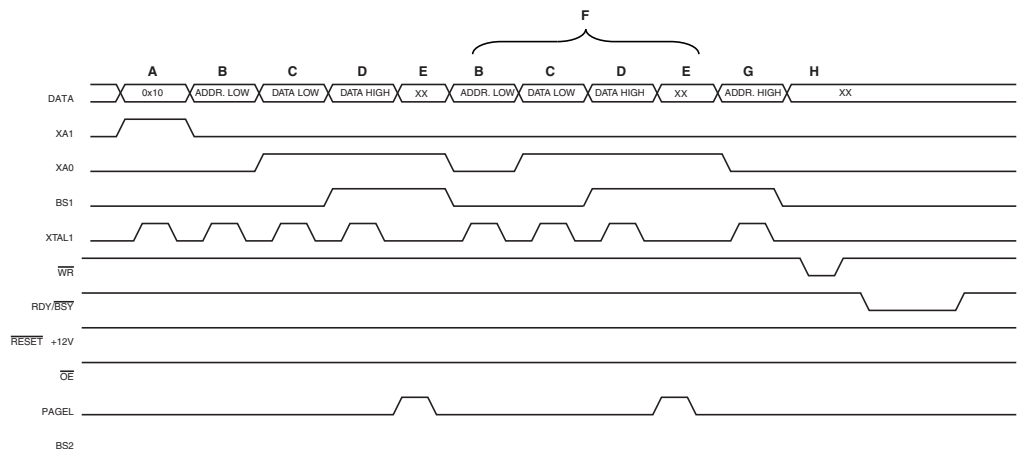 F
A B C D E B C D E G H
DATA 0x10 ADDR. LOW DATA LOW DATA HIGH XX ADDR. LOW DATA LOW DATA HIGH XX ADDR. HIGH XX
XA1
XA0
BS1
XTAL1
WR
RDY/BSY
RESET +12V
OE
PAGEL
BS2